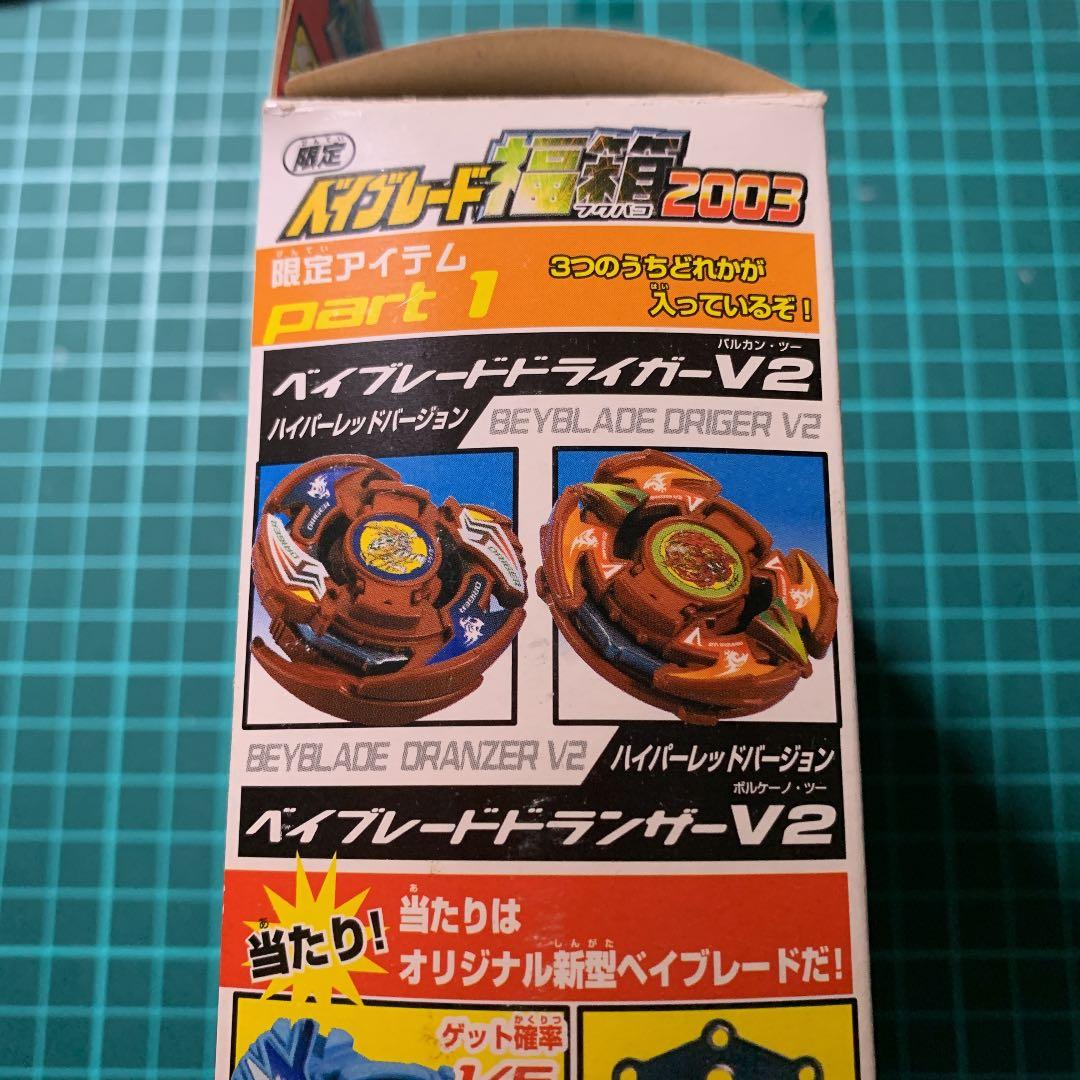 限定
ベイブレード福箱2003
フクバコ
限定アイテム
part 1
3つのうちどれかが
入っているぞ!
バルカン・ツー
ベイブレードドライガーV2
ハイパーレッドバージョン
BEYBLADE DRIGER V2
BEYBLADE DRANZER V2
ハイパーレッドバージョン
ボルケーノ・ツー
ベイブレードドランザーV2
当たり!
当たりは
オリジナル新型ベイブレードだ!
ゲット確率